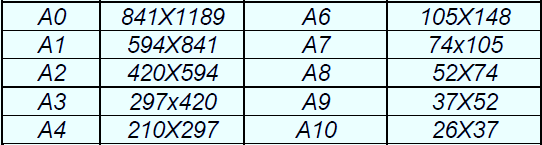 A0 841X1189 A6 105X148
A1 594X841 A7 74x105
A2 420X594 A8 52X74
A3 297x420 A9 37X52
A4 210X297 A10 26X37